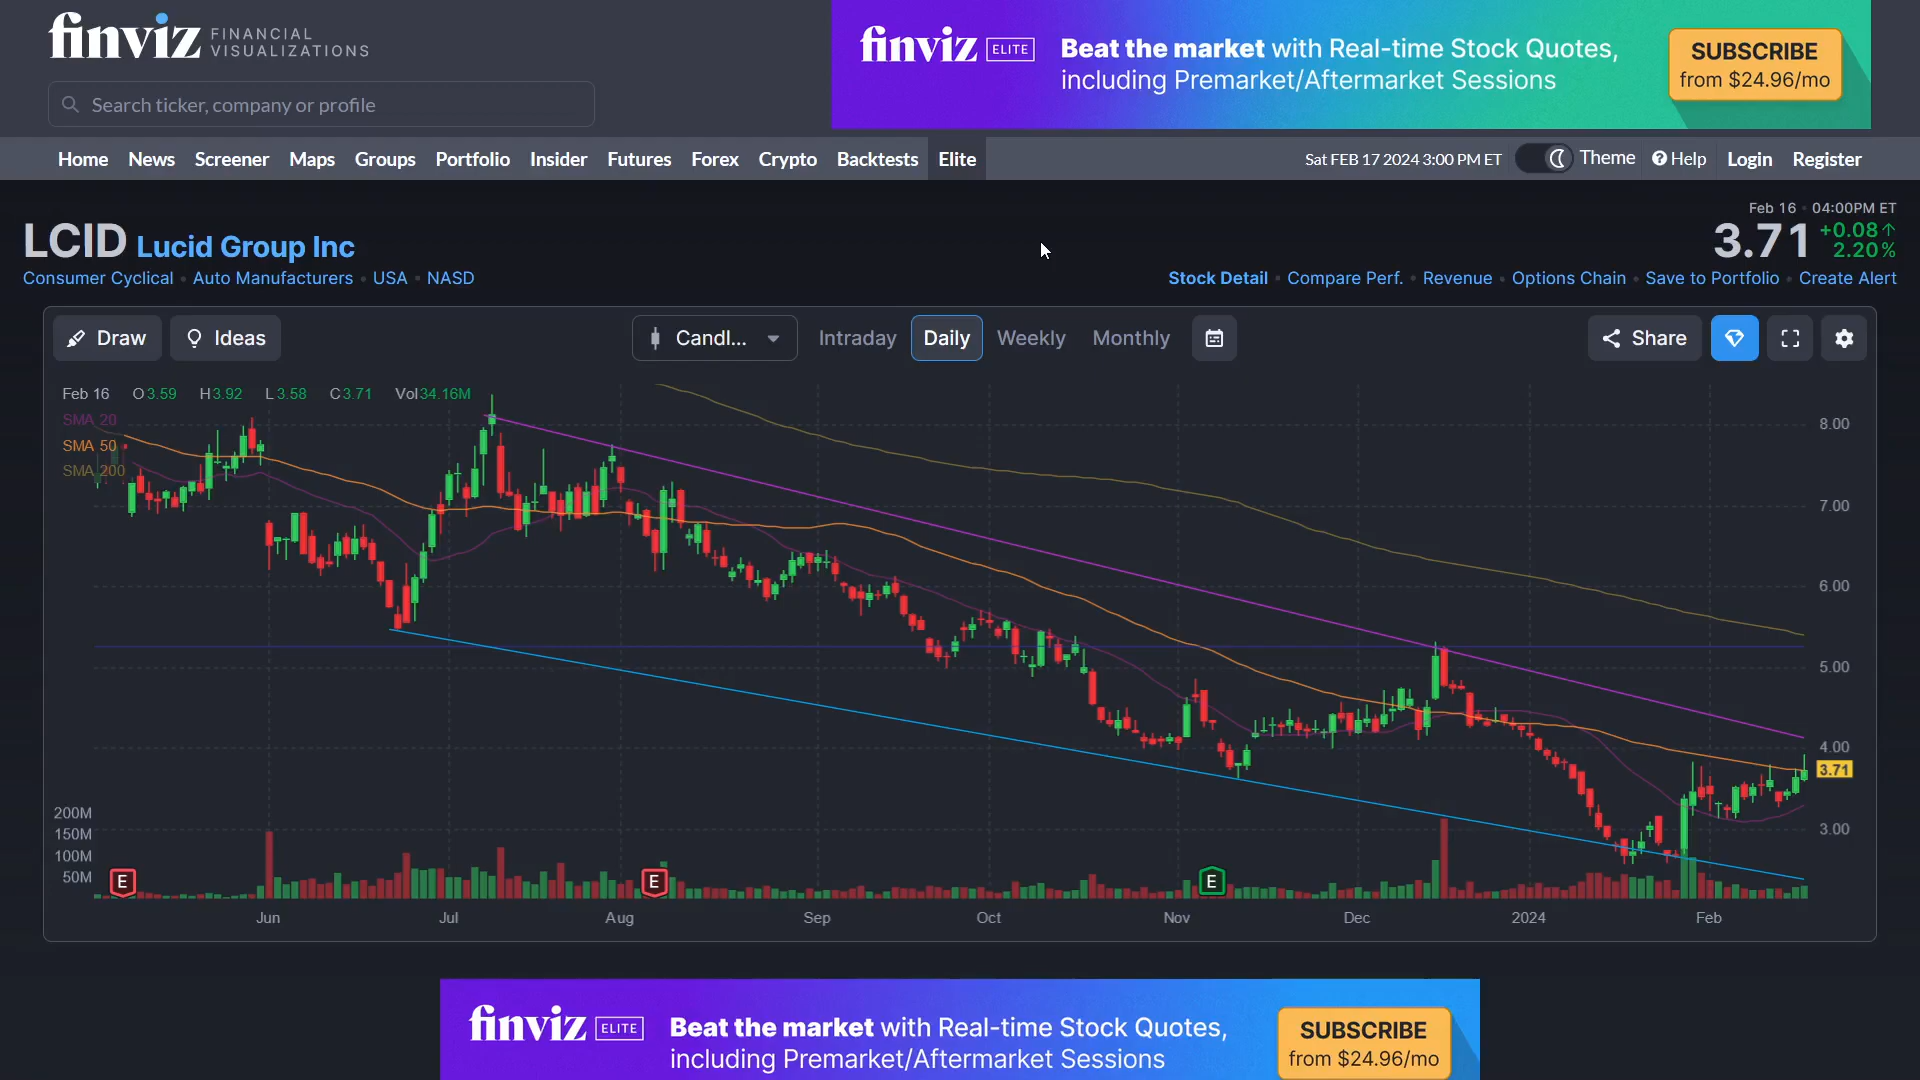 finviz FINANCIAL VISUALIZATIONS
finviz ELITE Beat the market with Real-time Stock Quotes,
including Premarket/Aftermarket Sessions
SUBSCRIBE
from $24.96/mo
Search ticker, company or profile
Home News Screener Maps Groups Portfolio Insider Futures Forex Crypto Backtests Elite Sat FEB 17 2024 3:00 PM ET Theme Help Login Register
Feb 16 · 04:00PM ET
LCID Lucid Group Inc 3.71 +0.08↑
2.20%
Consumer Cyclical • Auto Manufacturers • USA • NASD Stock Detail • Compare Perf. • Revenue • Options Chain • Save to Portfolio • Create Alert
Draw Ideas Candl... Intraday Daily Weekly Monthly Share
Feb 16 O3.59 H3.92 L3.58 C3.71 Vol34.16M
SMA 20
SMA 50
SMA 200
8.00
7.00
6.00
5.00
4.00
3.71
3.00
200M
150M
100M
50M
E E E
Jun Jul Aug Sep Oct Nov Dec 2024 Feb
finviz ELITE Beat the market with Real-time Stock Quotes,
including Premarket/Aftermarket Sessions
SUBSCRIBE
from $24.96/mo